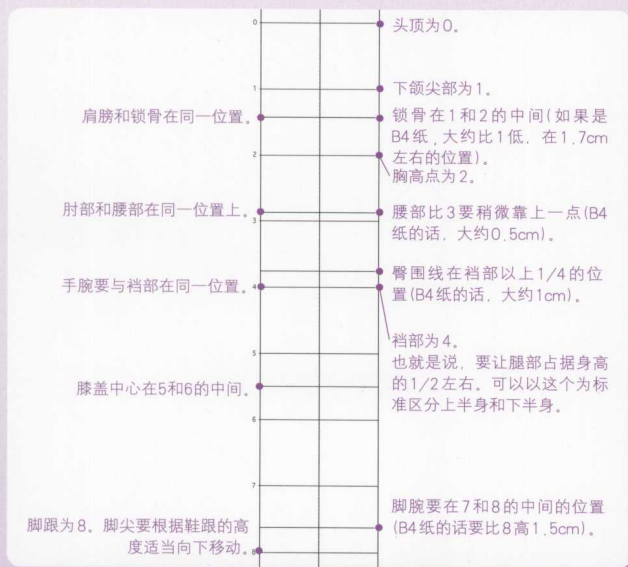 0
头顶为0。
1
下颌尖部为1。
肩膀和锁骨在同一位置。
锁骨在1和2的中间(如果是
B4纸,大约比1低,在1.7cm
左右的位置)。
2
胸高点为2。
肘部和腰部在同一位置上。
腰部比3要稍微靠上一点(B4
纸的话,大约0.5cm)。
3
臀围线在裆部以上1/4的位
置(B4纸的话,大约1cm)。
手腕要与裆部在同一位置。
4
裆部为4。
也就是说,要让腿部占据身高
的1/2左右。可以以这个为标
准区分上半身和下半身。
5
膝盖中心在5和6的中间。
6
7
脚腕要在7和8的中间的位置
(B4纸的话要比8高1.5cm)。
脚跟为8。脚尖要根据鞋跟的高
度适当向下移动。
8